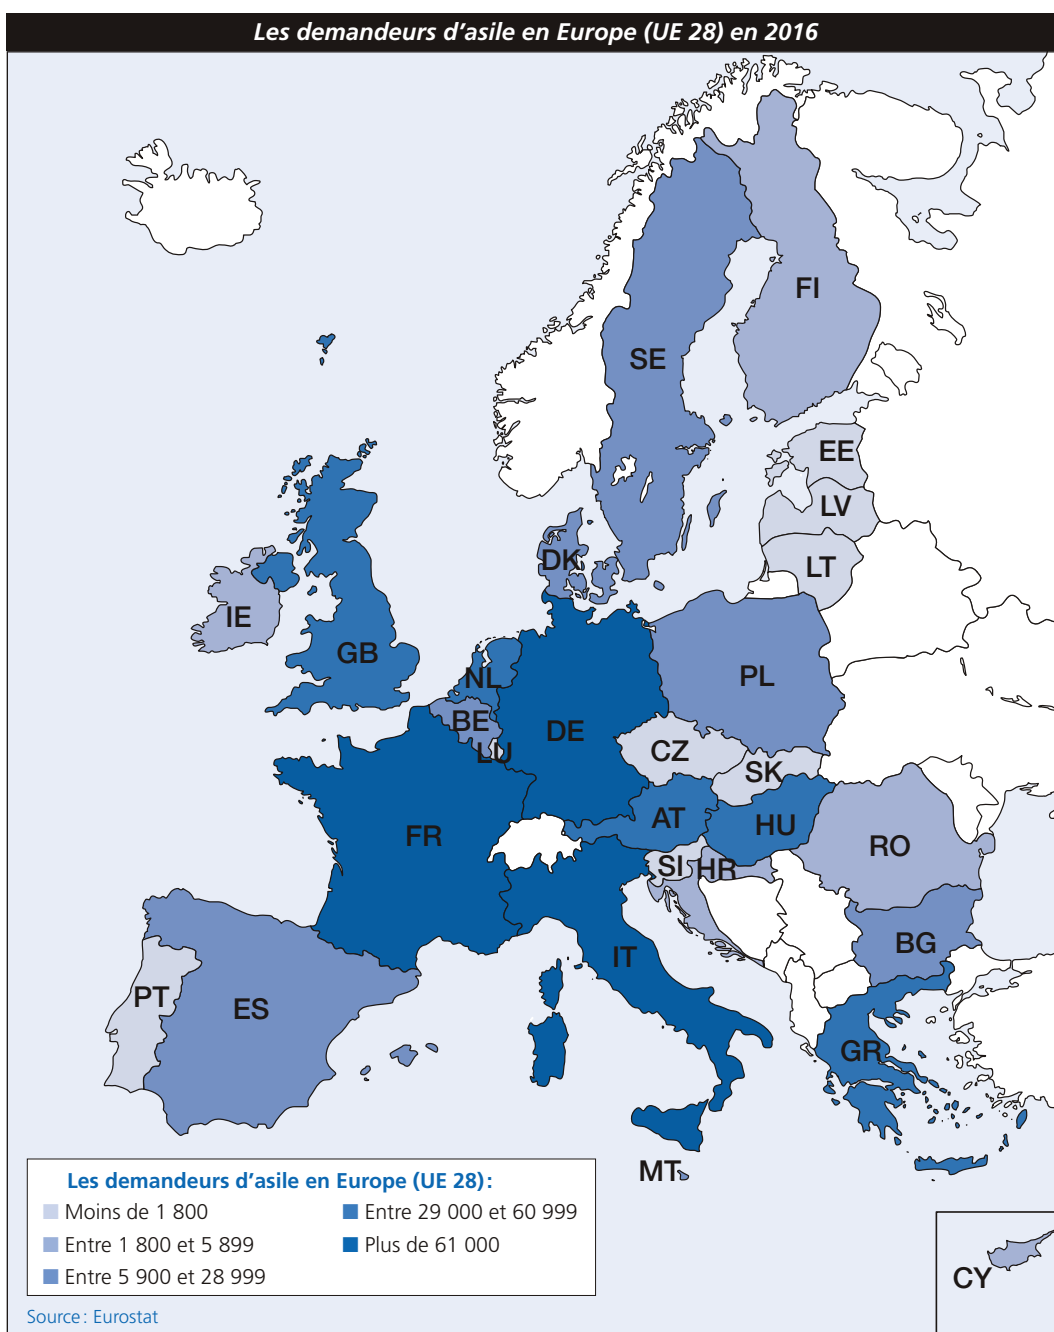 Les demandeurs d'asile en Europe (UE 28) en 2016
FI
SE
EE
LV
LT
DK
IE
GB
NL
PL
BE
DE
LU
CZ
SK
AT
HU
FR
RO
SI
HR
BG
IT
PT
ES
GR
MT
CY
Les demandeurs d'asile en Europe (UE 28) :
Moins de 1 800
Entre 1 800 et 5 899
Entre 5 900 et 28 999
Entre 29 000 et 60 999
Plus de 61 000
Source : Eurostat